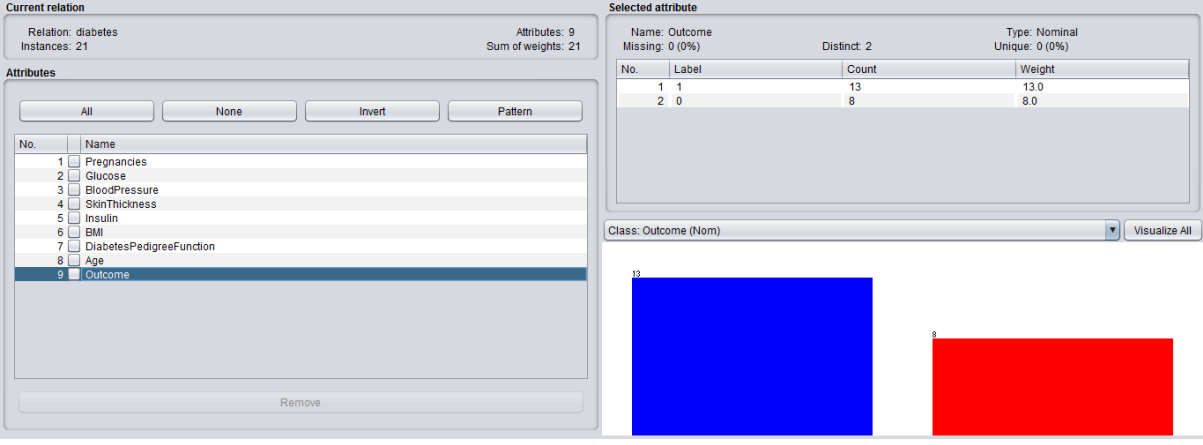 Current relation
Relation: diabetes
Attributes: 9
Instances: 21
Sum of weights: 21
Attributes
All
None
Invert
Pattern
No.
Name
1 Pregnancies
2 Glucose
3 BloodPressure
4 SkinThickness
5 Insulin
6 BMI
7 DiabetesPedigreeFunction
8 Age
9 Outcome
Remove
Selected attribute
Name: Outcome
Type: Nominal
Missing: 0 (0%)
Distinct: 2
Unique: 0 (0%)
No. Label Count Weight
1 1 13 13.0
2 0 8 8.0
Class: Outcome (Nom)
Visualize All
13
8